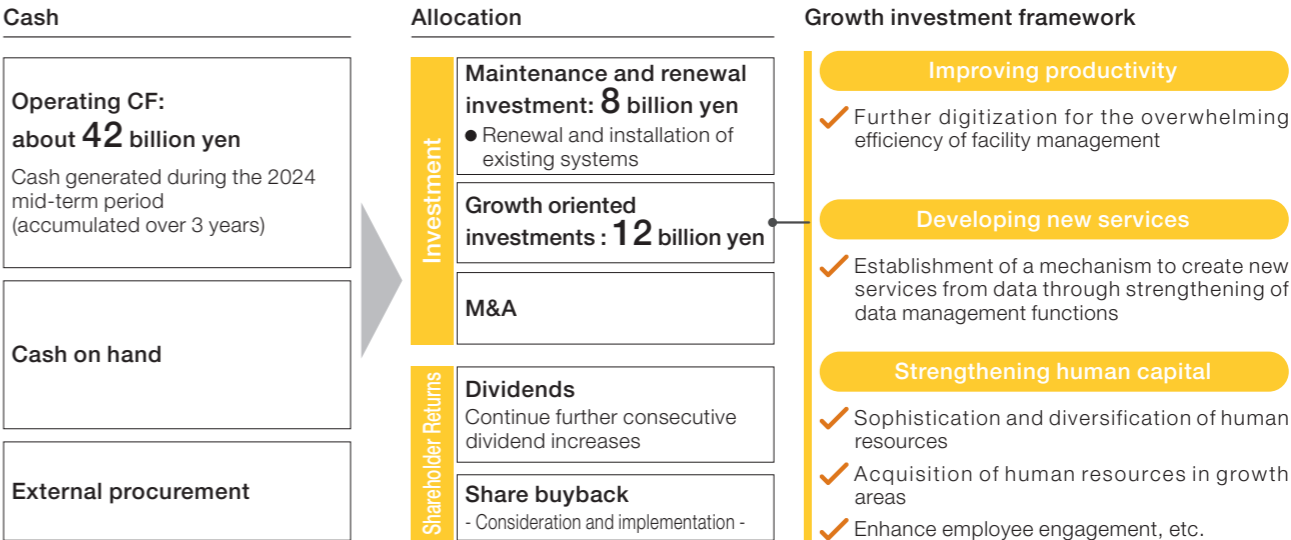 Cash
Operating CF:
about 42 billion yen
Cash generated during the 2024
mid-term period
(accumulated over 3 years)
Cash on hand
External procurement
Allocation
Investment
Maintenance and renewal
investment: 8 billion yen
● Renewal and installation of
existing systems
Growth oriented
investments : 12 billion yen
M&A
Shareholder Returns
Dividends
Continue further consecutive
dividend increases
Share buyback
- Consideration and implementation -
Growth investment framework
Improving productivity
✓ Further digitization for the overwhelming
efficiency of facility management
Developing new services
✓ Establishment of a mechanism to create new
services from data through strengthening of
data management functions
Strengthening human capital
✓ Sophistication and diversification of human
resources
✓ Acquisition of human resources in growth
areas
✓ Enhance employee engagement, etc.